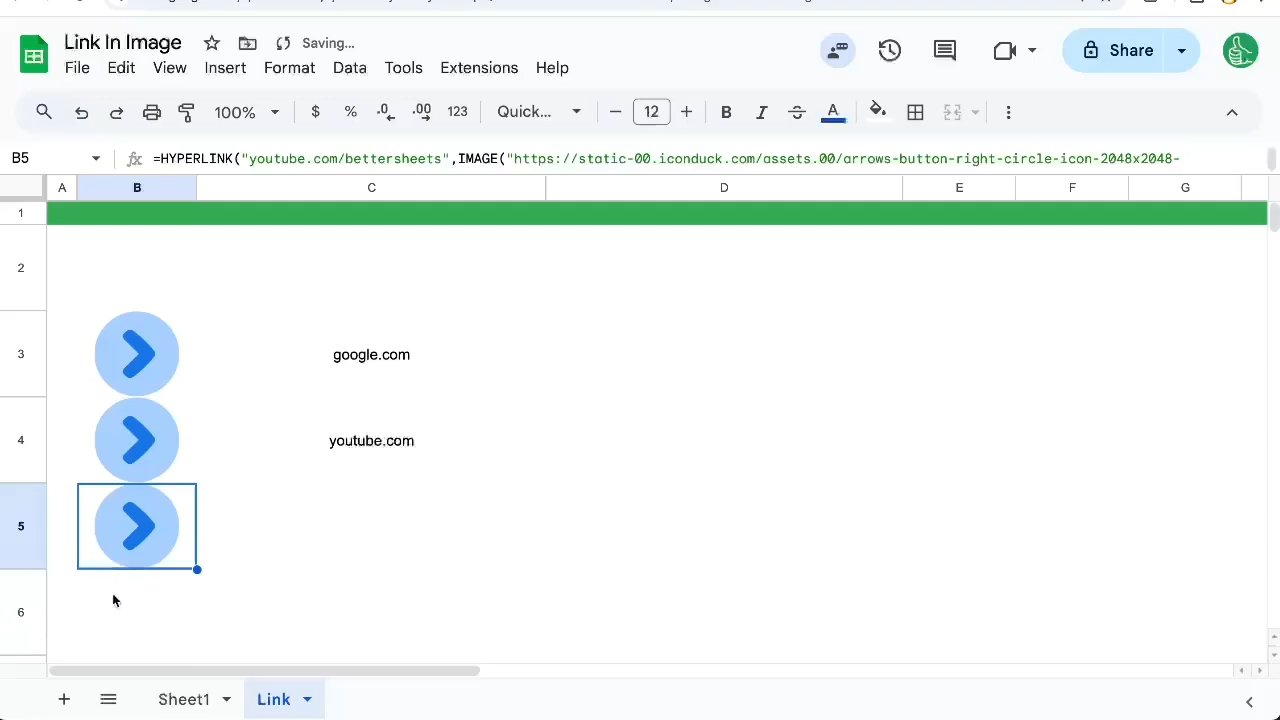 Link In Image
Saving...
File Edit View Insert Format Data Tools Extensions Help
Share
100% $ % .0 .00 123 Quick... 12 B I A
B5 fx =HYPERLINK("youtube.com/bettersheets",IMAGE("https://static-00.iconduck.com/assets.00/arrows-button-right-circle-icon-2048x2048-
A B C D E F G
1
2
3 google.com
4 youtube.com
5
6
Sheet1 Link